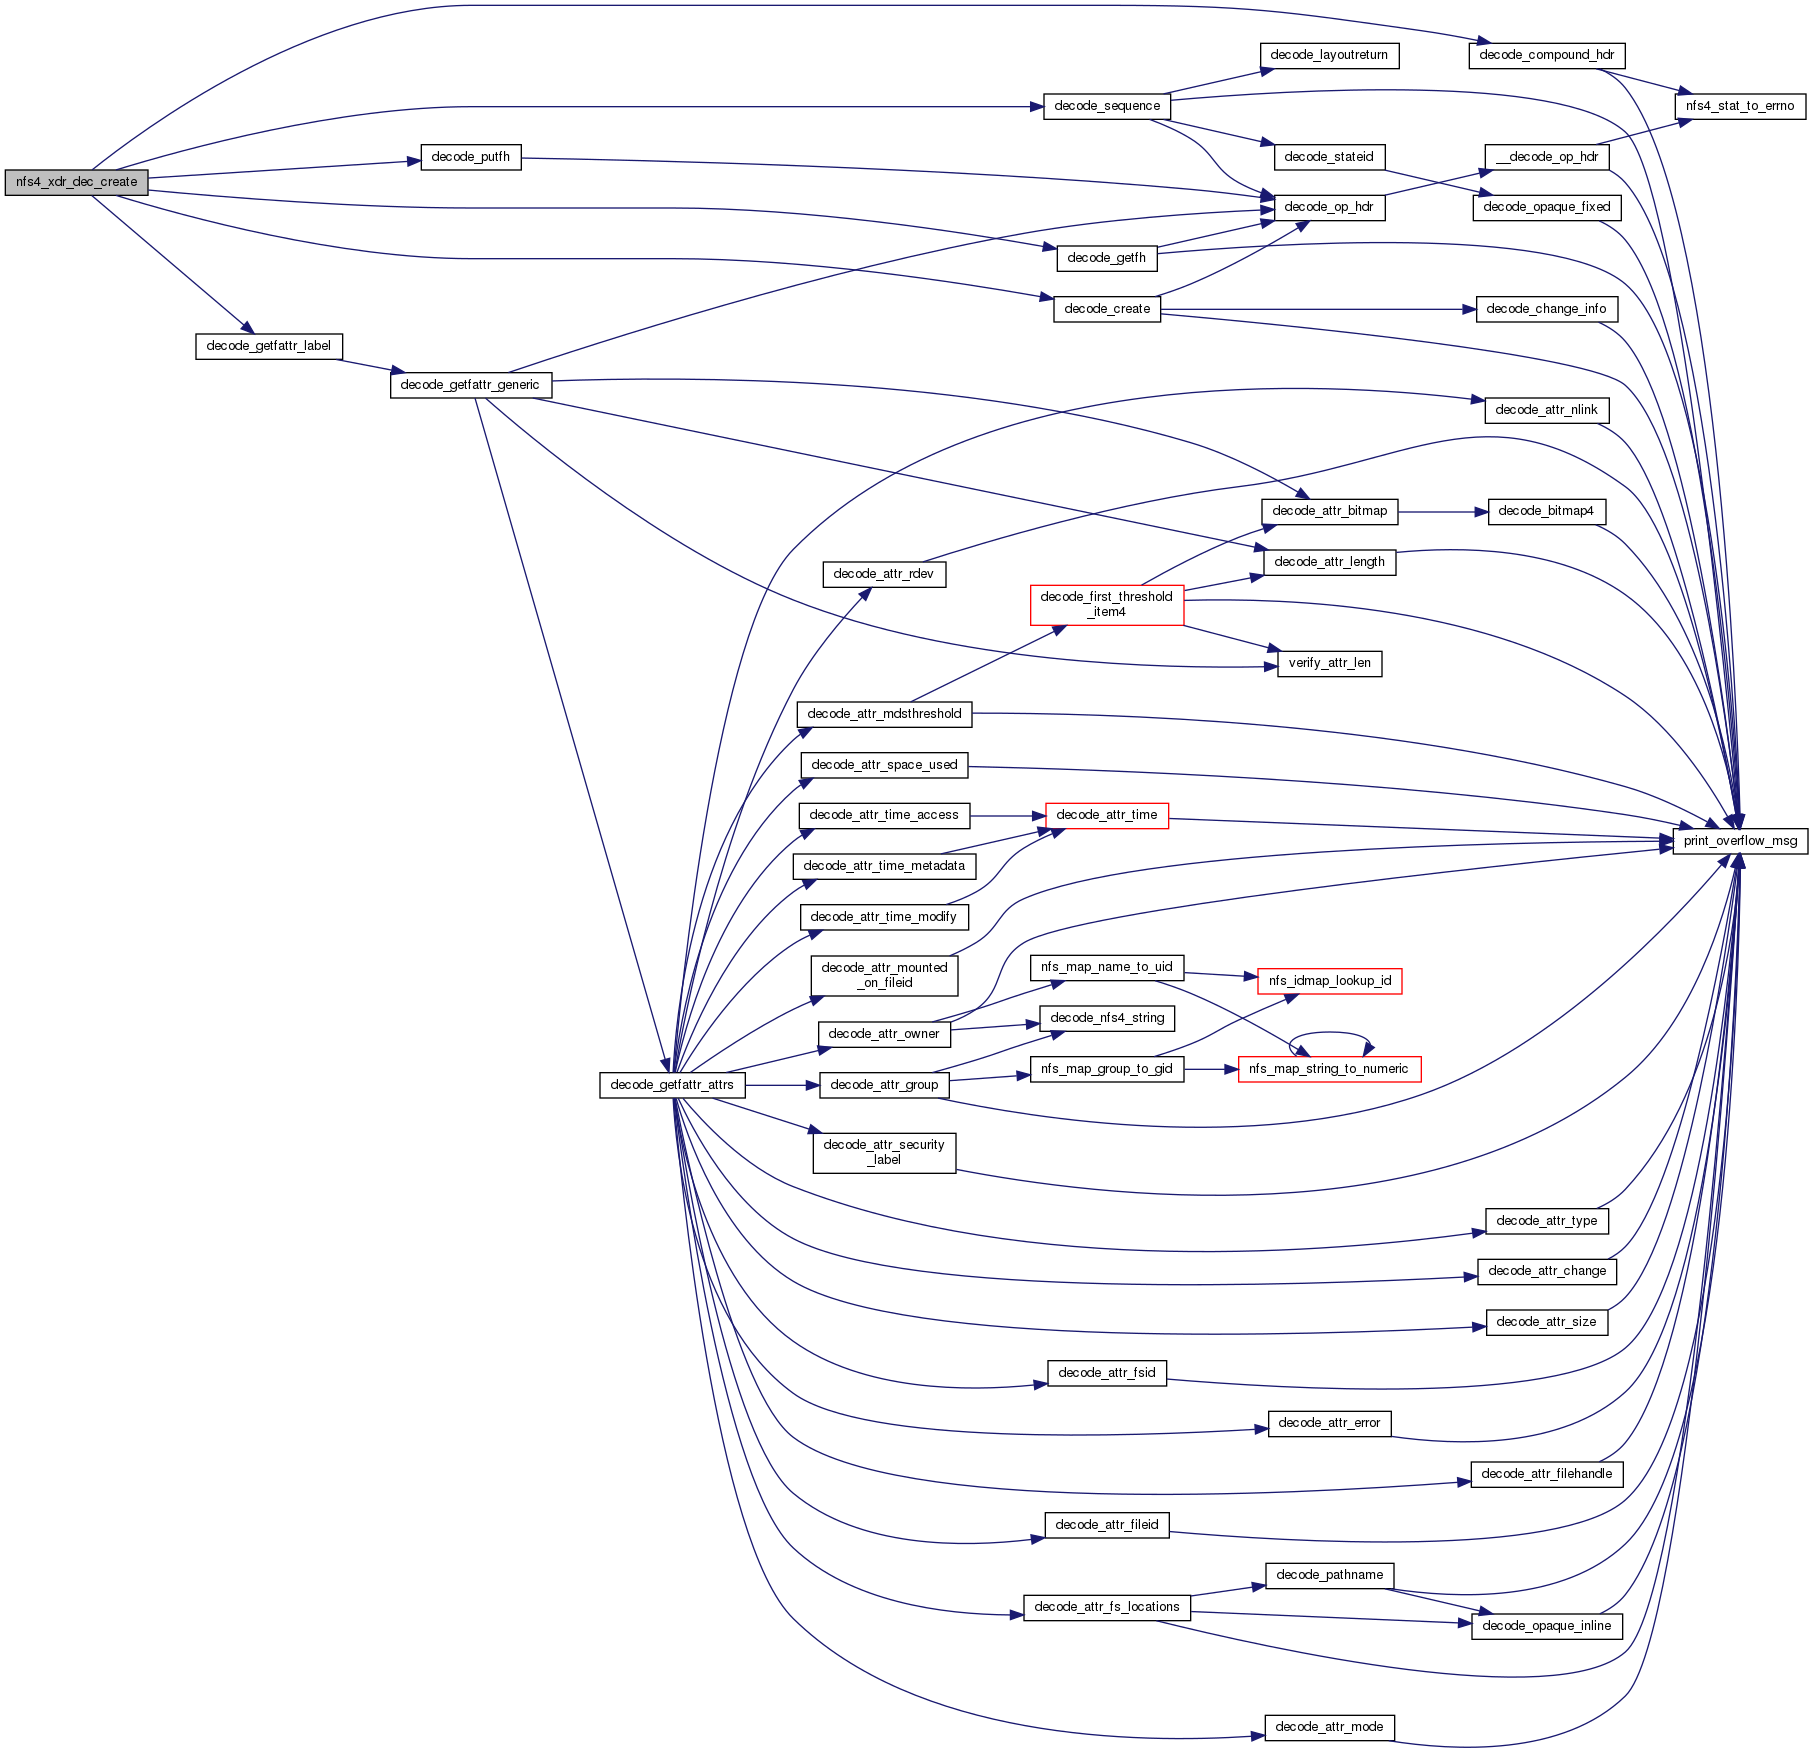 decode_layoutreturn
decode_compound_hdr
decode_sequence
nfs4_stat_to_errno
decode_putfh
decode_stateid
__decode_op_hdr
nfs4_xdr_dec_create
decode_op_hdr
decode_opaque_fixed
decode_getfh
decode_create
decode_change_info
decode_getfattr_label
decode_getfattr_generic
decode_attr_nlink
decode_attr_bitmap
decode_bitmap4
decode_attr_length
decode_attr_rdev
decode_first_threshold
_item4
verify_attr_len
decode_attr_mdsthreshold
decode_attr_space_used
decode_attr_time_access
decode_attr_time
print_overflow_msg
decode_attr_time_metadata
decode_attr_time_modify
decode_attr_mounted
_on_fileid
nfs_map_name_to_uid
nfs_idmap_lookup_id
decode_attr_owner
decode_nfs4_string
nfs_map_group_to_gid
nfs_map_string_to_numeric
decode_getfattr_attrs
decode_attr_group
decode_attr_security
_label
decode_attr_type
decode_attr_change
decode_attr_size
decode_attr_fsid
decode_attr_error
decode_attr_filehandle
decode_attr_fileid
decode_pathname
decode_attr_fs_locations
decode_opaque_inline
decode_attr_mode